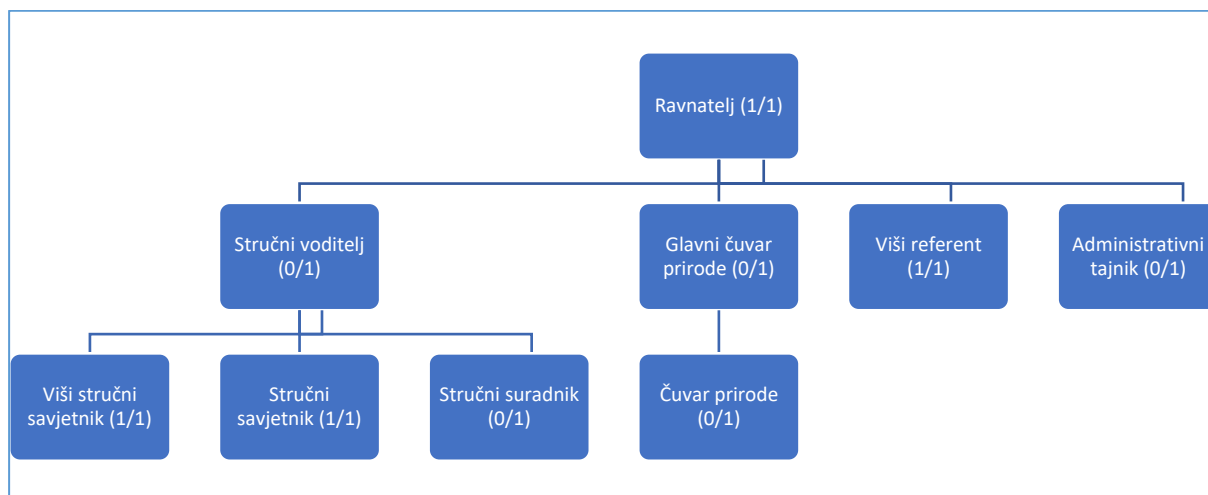 Ravnatelj (1/1)
Stručni voditelj
(0/1)
Glavni čuvar
prirode (0/1)
Viši referent
(1/1)
Administrativni
tajnik (0/1)
Viši stručni
savjetnik (1/1)
Stručni
savjetnik (1/1)
Stručni suradnik
(0/1)
Čuvar prirode
(0/1)